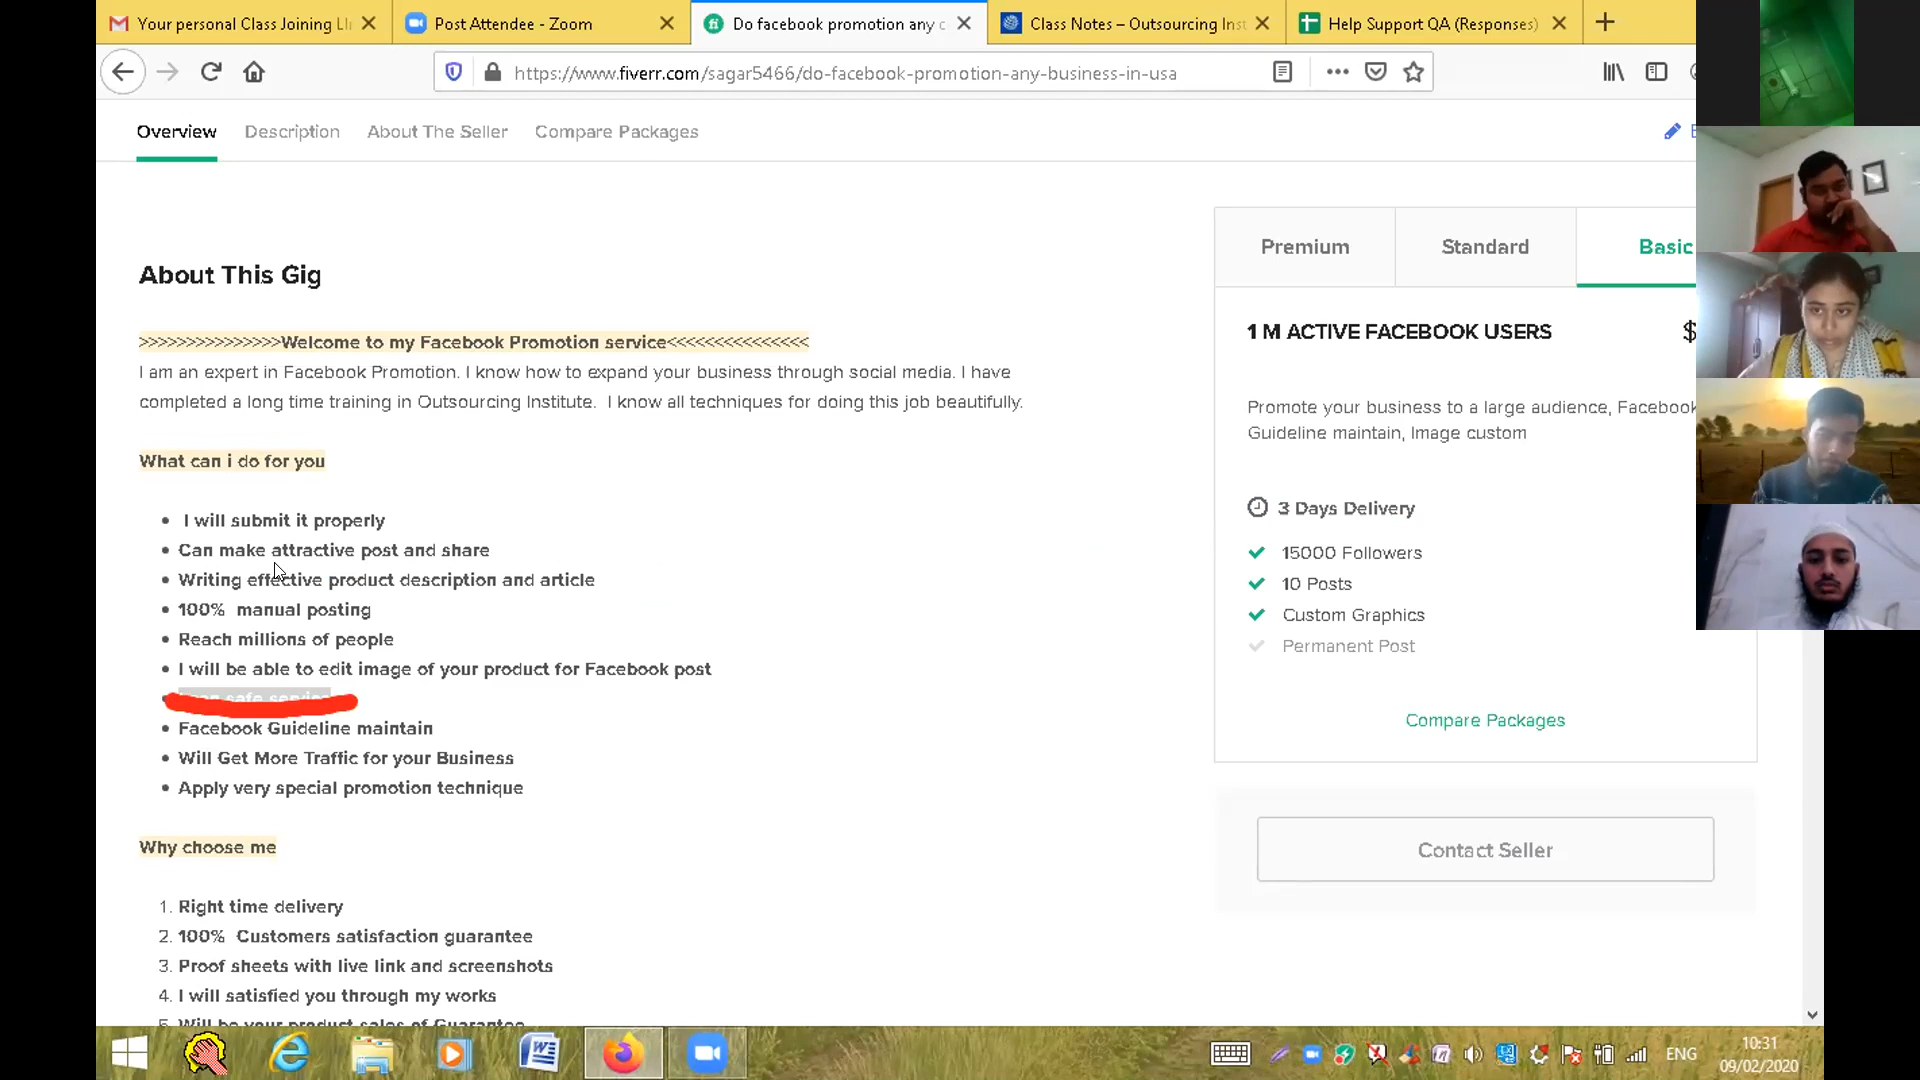 Your personal Class Joining
Post Attendee - Zoom
Do facebook promotion any
Class Notes – Outsourcing Inst
Help Support QA (Responses)
https://www.fiverr.com/sagar5466/do-facebook-promotion-any-business-in-usa
Overview
Description
About The Seller
Compare Packages
About This Gig
>>>>>>>>>>>>>>>Welcome to my Facebook Promotion service<<<<<<<<<<<<<<<
I am an expert in Facebook Promotion. I know how to expand your business through social media. I have
completed a long time training in Outsourcing Institute. I know all techniques for doing this job beautifully.
What can i do for you
• I will submit it properly
• Can make attractive post and share
• Writing effective product description and article
• 100% manual posting
• Reach millions of people
• I will be able to edit image of your product for Facebook post
safe service
• Facebook Guideline maintain
• Will Get More Traffic for your Business
• Apply very special promotion technique
Why choose me
1. Right time delivery
2. 100% Customers satisfaction guarantee
3. Proof sheets with live link and screenshots
4. I will satisfied you through my works
5. Will be your product sales of Guarantee
Premium
Standard
Basic
1 M ACTIVE FACEBOOK USERS
$
Promote your business to a large audience, Facebook
Guideline maintain, Image custom
3 Days Delivery
15000 Followers
10 Posts
Custom Graphics
Permanent Post
Compare Packages
Contact Seller
ENG
10:31
09/02/2020